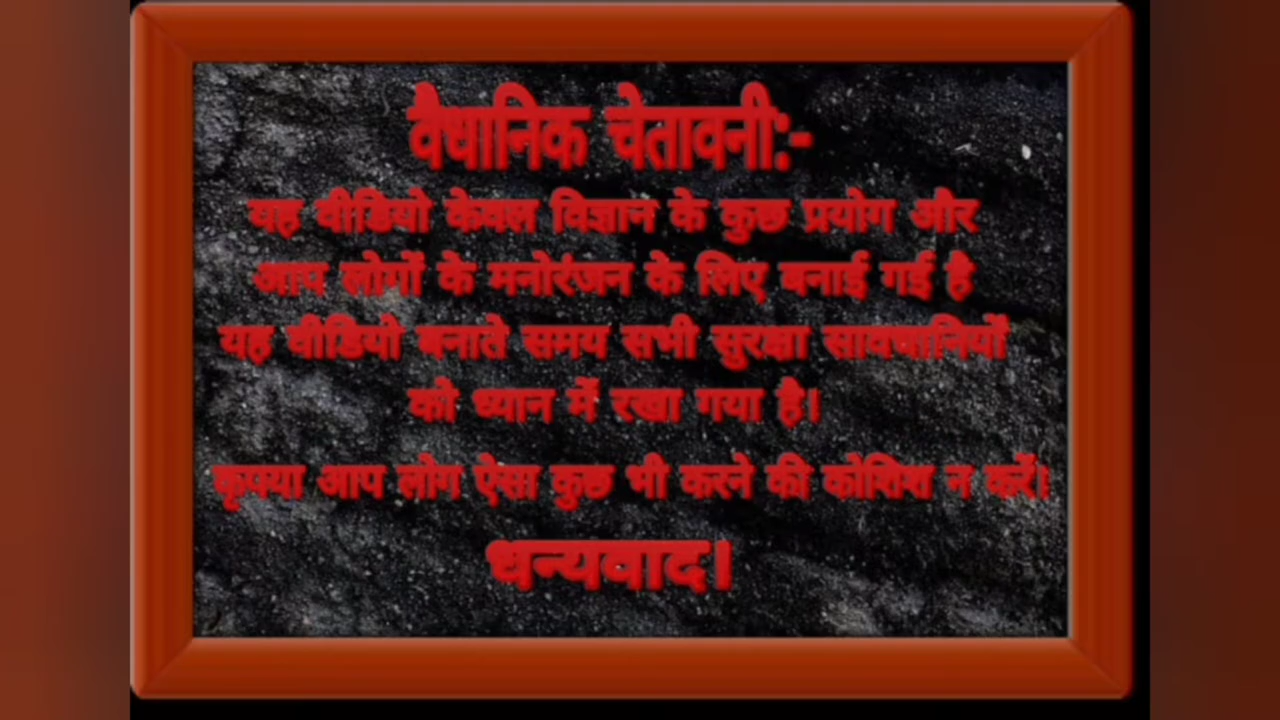 वैधानिक चेतावनी:-
यह वीडियो केवल विज्ञान के कुछ प्रयोग और
आप लोगों के मनोरंजन के लिए बनाई गई है
यह वीडियो बनाते समय सभी सुरक्षा सावधानियों
को ध्यान में रखा गया है।
कृपया आप लोग ऐसा कुछ भी करने की कोशिश न करें।
धन्यवाद।